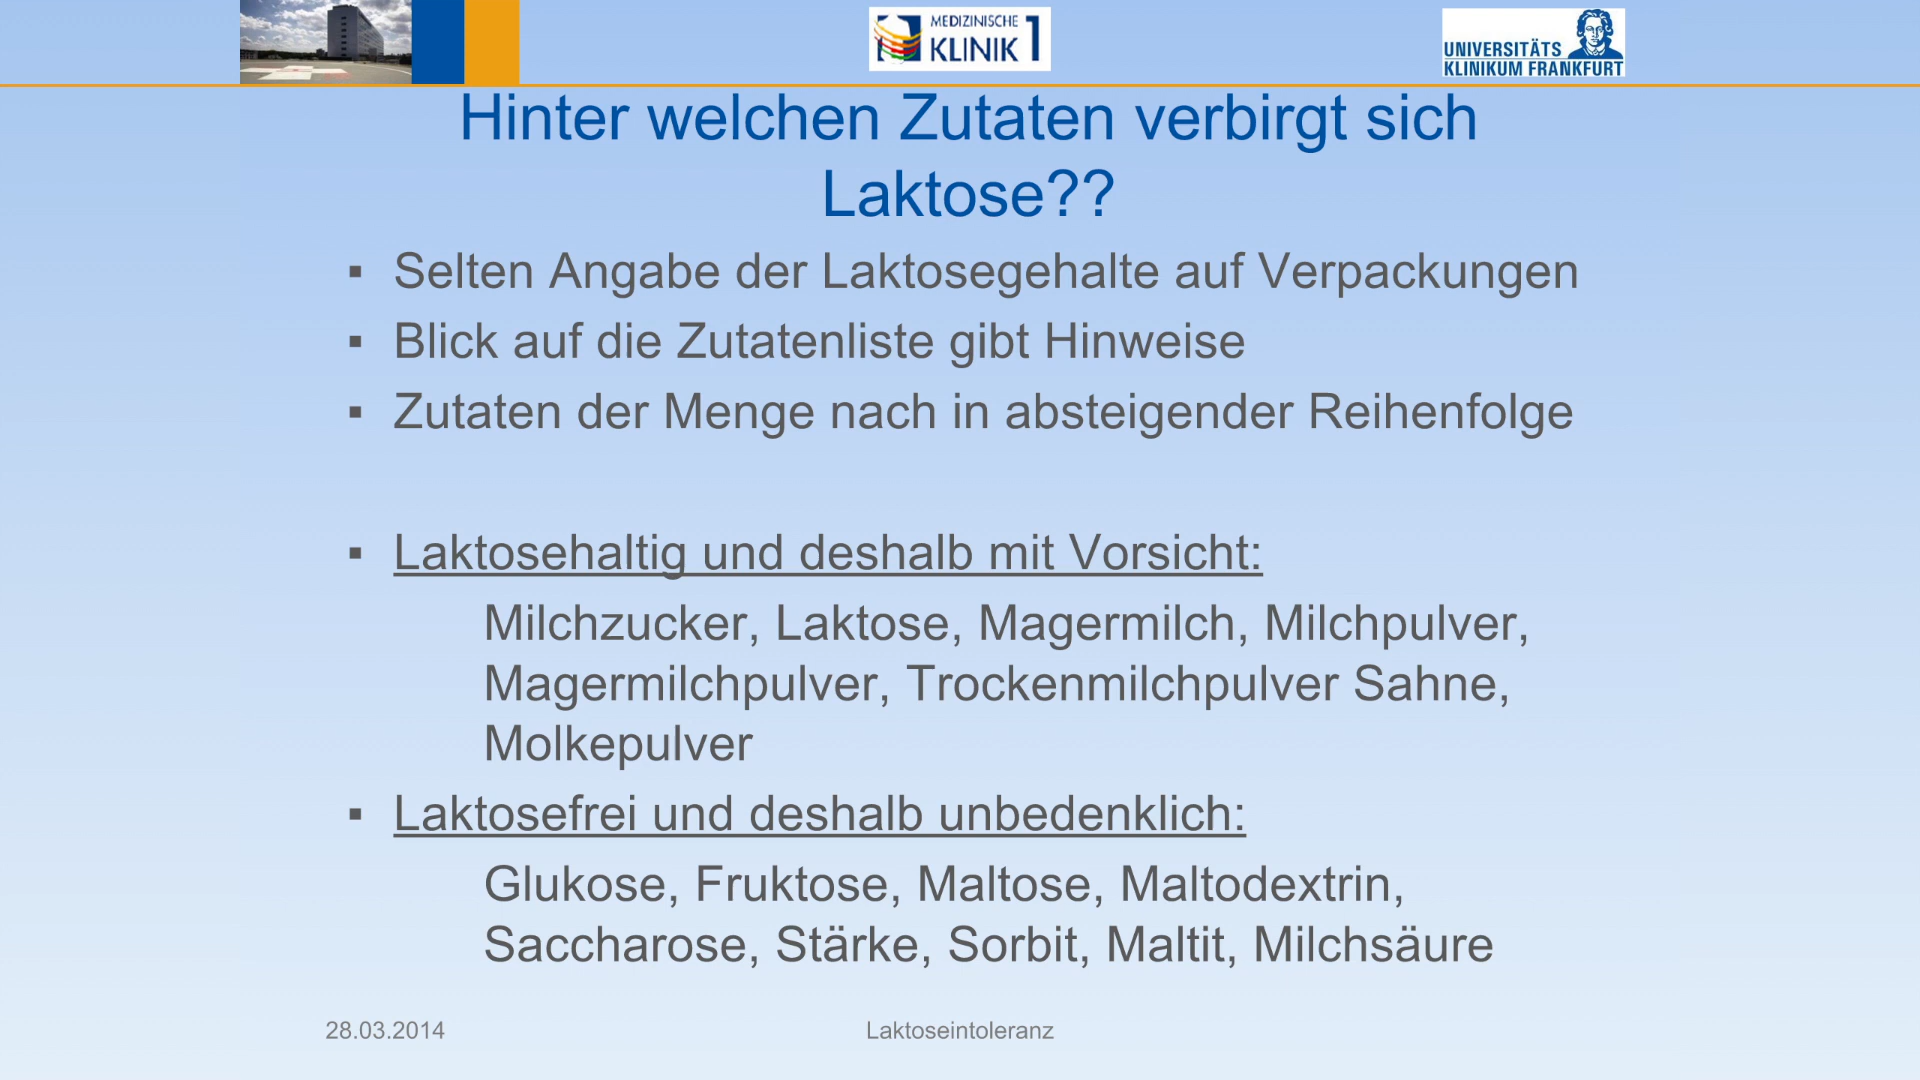 MEDIZINISCHE
KLINIK 1
UNIVERSITÄTS
KLINIKUM FRANKFURT
Hinter welchen Zutaten verbirgt sich
Laktose??
▪ Selten Angabe der Laktosegehalte auf Verpackungen
▪ Blick auf die Zutatenliste gibt Hinweise
▪ Zutaten der Menge nach in absteigender Reihenfolge
▪ Laktosehaltig und deshalb mit Vorsicht:
Milchzucker, Laktose, Magermilch, Milchpulver,
Magermilchpulver, Trockenmilchpulver Sahne,
Molkepulver
▪ Laktosefrei und deshalb unbedenklich:
Glukose, Fruktose, Maltose, Maltodextrin,
Saccharose, Stärke, Sorbit, Maltit, Milchsäure
28.03.2014
Laktoseintoleranz